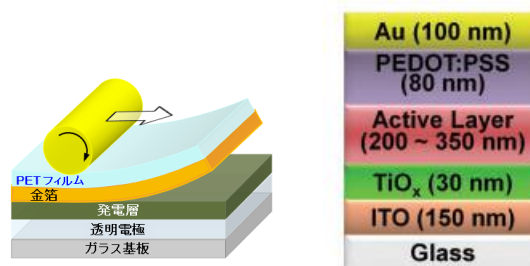 PETフィルム
金箔
発電層
透明電極
ガラス基板
Au (100 nm)
PEDOT:PSS
(80 nm)
Active Layer
(200 ~ 350 nm)
TiOx (30 nm)
ITO (150 nm)
Glass